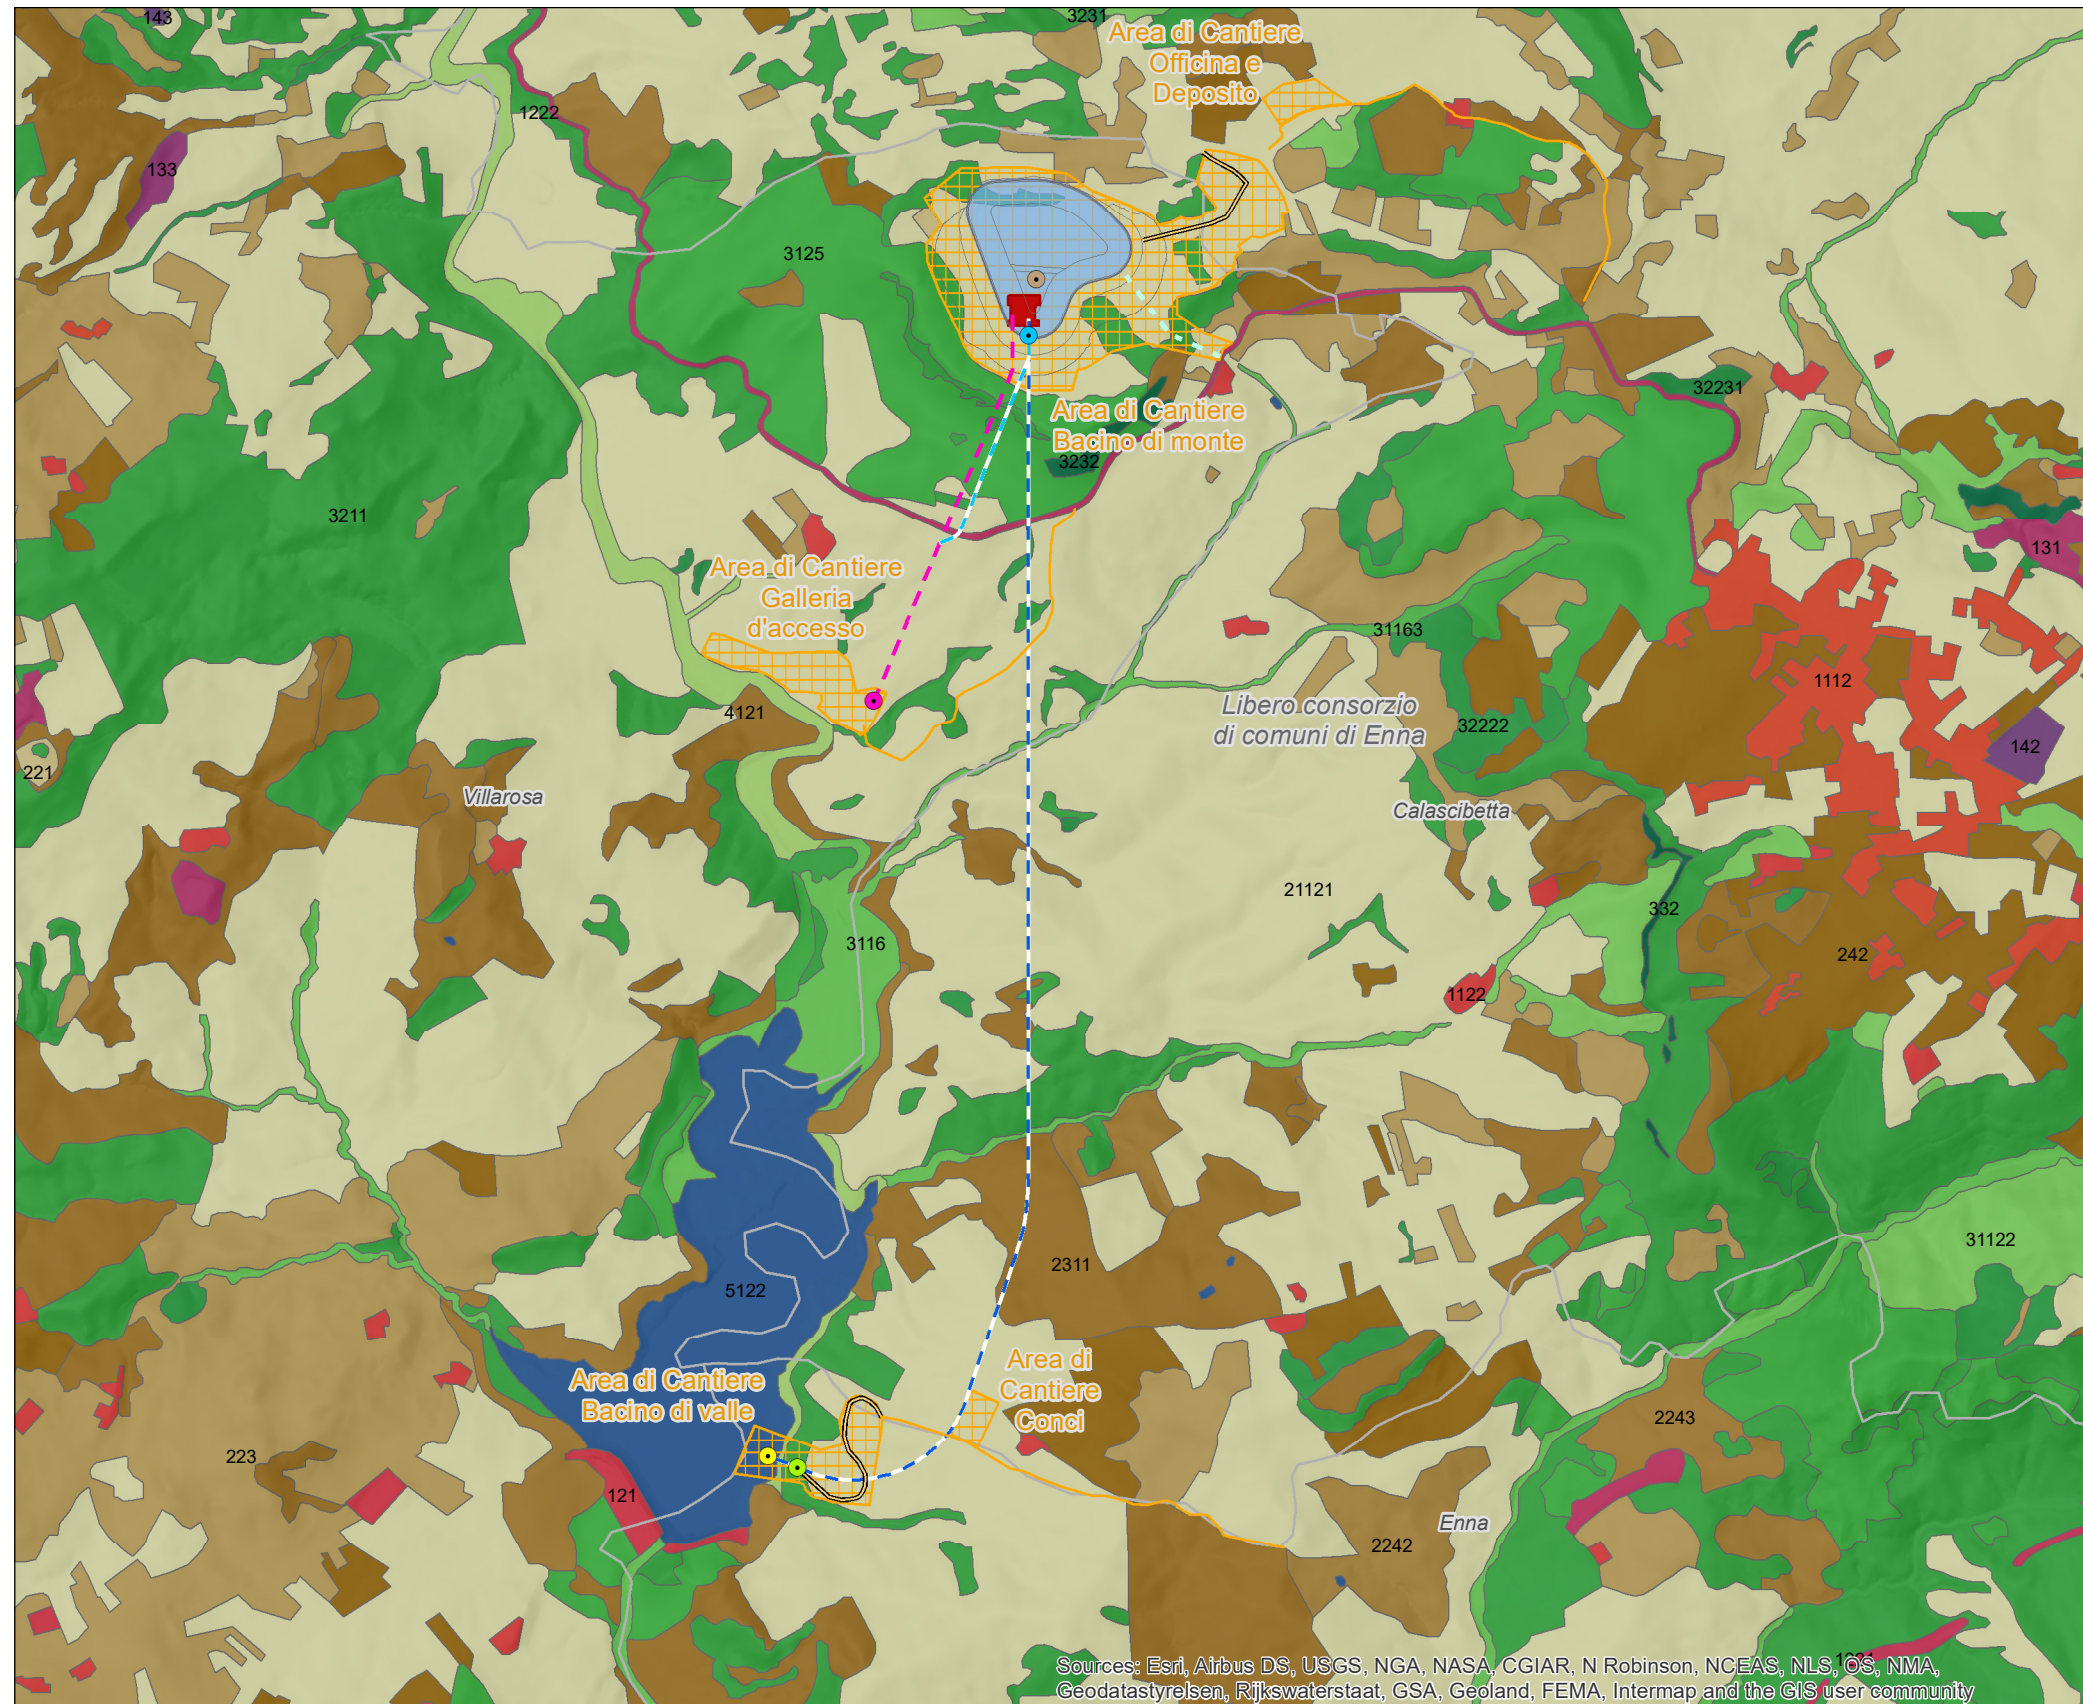 143
3231
Area di Cantiere
Officina e
Deposito
1222
133
3125
32231
Area di Cantiere
Bacino di monte
3232
3211
131
Area di Cantiere
Galleria
d'accesso
31163
1112
4121
Libero consorzio
di comuni di Enna
32222
142
221
Villarosa
Calascibetta
21121
332
3116
242
1122
31122
2311
5122
Area di Cantiere
Bacino di valle
Area di
Cantiere
Conci
2243
223
121
Enna
2242
Sources: Esri, Airbus DS, USGS, NGA, NASA, CGIAR, N Robinson, NCEAS, NLS, OS, NMA,
Geodatastyrelsen, Rijkswaterstaat, GSA, Geoland, FEMA, Intermap and the GIS user community